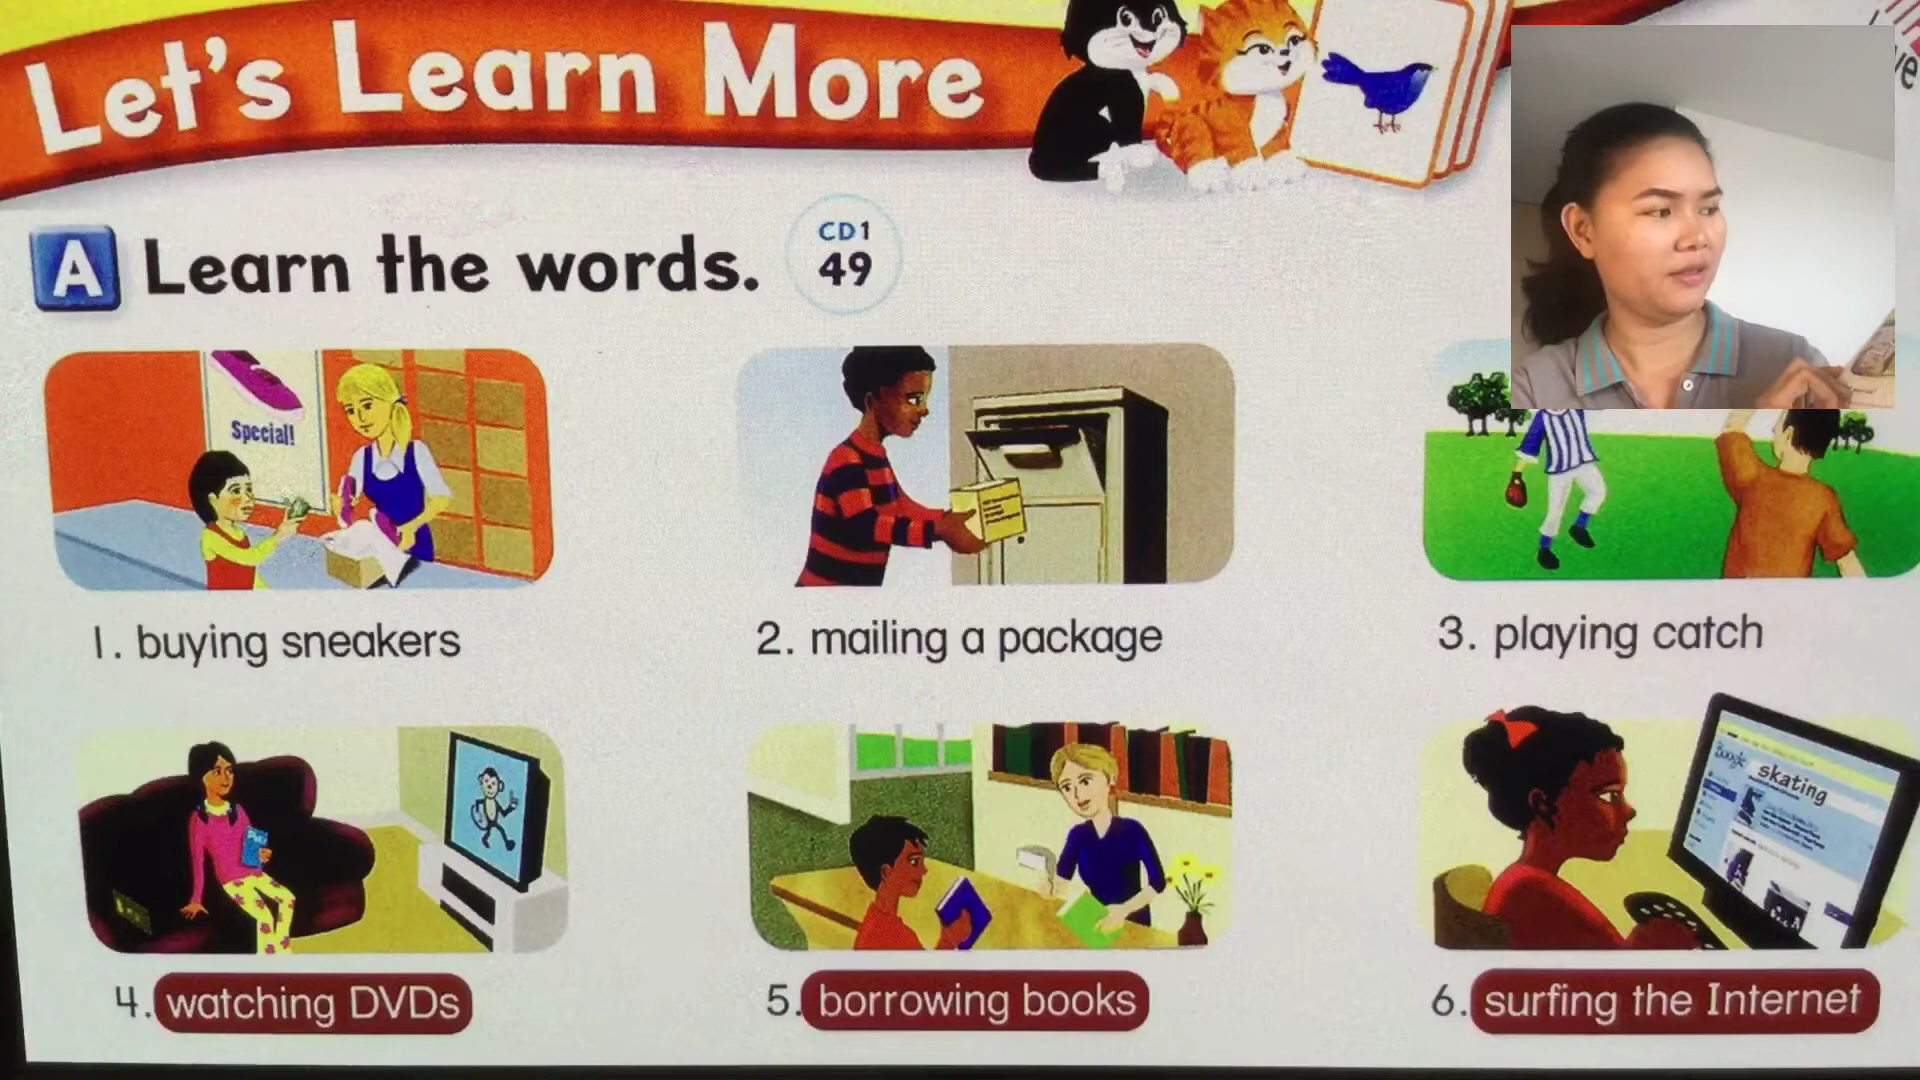 Let's Learn More
A Learn the words.
CD1
49
Special!
1. buying sneakers
2. mailing a package
3. playing catch
skating
4. watching DVDs
5. borrowing books
6. surfing the Internet